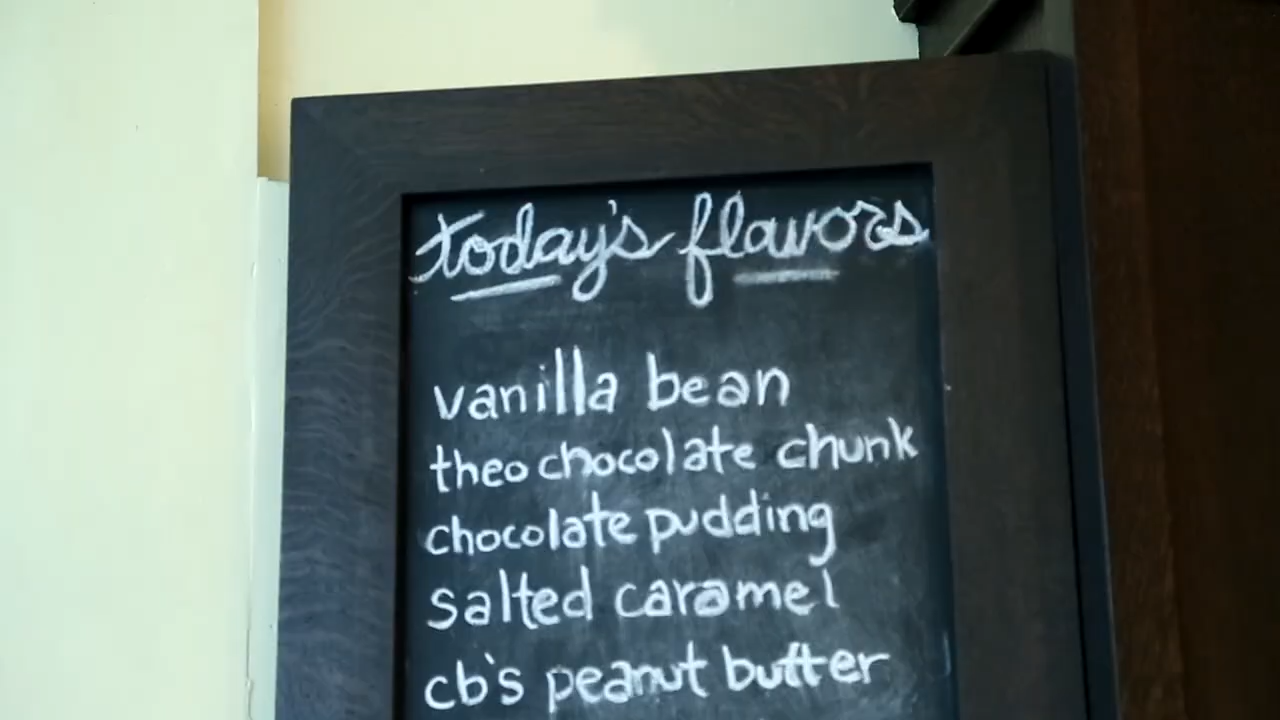 today's flavors
vanilla bean
theo chocolate chunk
chocolate pudding
salted caramel
cb's peanut butter